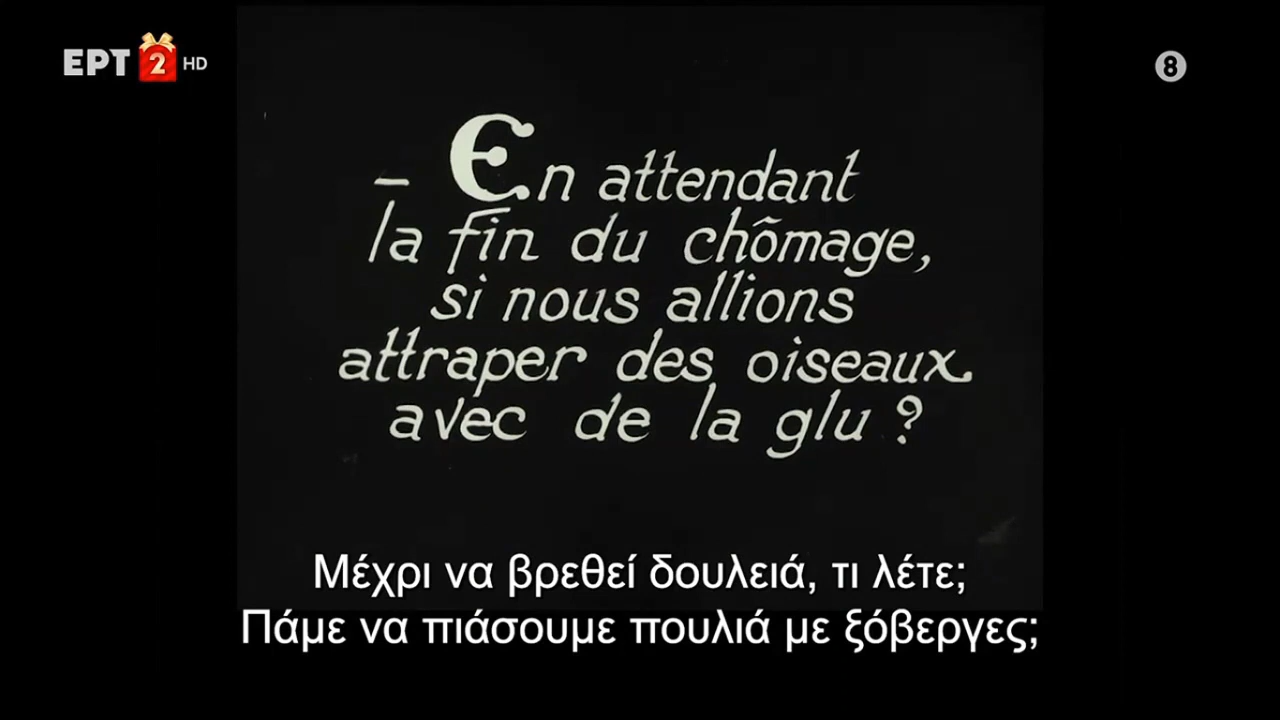 ΕΡΤ 2 HD
8
– En attendant
la fin du chômage,
si nous allions
attraper des oiseaux
avec de la glu ?
Μέχρι να βρεθεί δουλειά, τι λέτε;
Πάμε να πιάσουμε πουλιά με ξόβεργες;